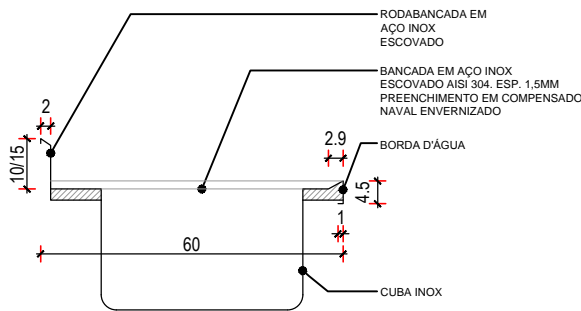 RODABANCADA EM
AÇO INOX
ESCOVADO
BANCADA EM AÇO INOX
ESCOVADO AISI 304. ESP. 1,5MM
PREENCHIMENTO EM COMPENSADO
NAVAL ENVERNIZADO
2
10/15
2.9
BORDA D'ÁGUA
4.5
1
60
CUBA INOX